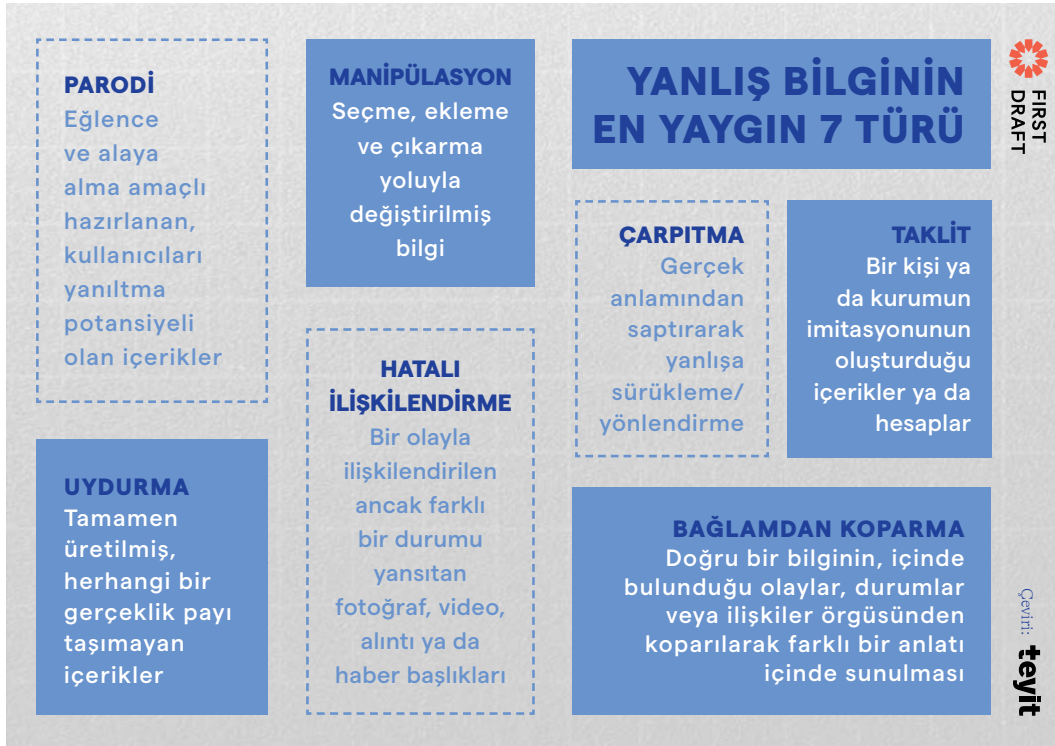 YANLIŞ BİLGİNİN
EN YAYGIN 7 TÜRÜ
FIRST
DRAFT
PARODİ
Eğlence
ve alaya
alma amaçlı
hazırlanan,
kullanıcıları
yanıltma
potansiyeli
olan içerikler
MANİPÜLASYON
Seçme, ekleme
ve çıkarma
yoluyla
değiştirilmiş
bilgi
ÇARPITMA
Gerçek
anlamından
saptırarak
yanlışa
sürükleme/
yönlendirme
TAKLİT
Bir kişi ya
da kurumun
imitasyonunun
oluşturduğu
içerikler ya da
hesaplar
UYDURMA
Tamamen
üretilmiş,
herhangi bir
gerçeklik payı
taşımayan
içerikler
HATALI
İLİŞKİLENDİRME
Bir olayla
ilişkilendirilen
ancak farklı
bir durumu
yansıtan
fotoğraf, video,
alıntı ya da
haber başlıkları
BAĞLAMDAN KOPARMA
Doğru bir bilginin, içinde
bulunduğu olaylar, durumlar
veya ilişkiler örgüsünden
koparılarak farklı bir anlatı
içinde sunulması
Çeviri: teyit